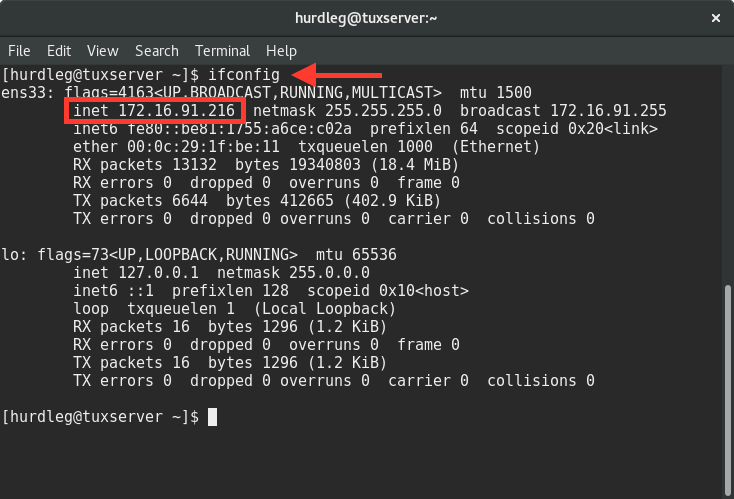 hurdleg@tuxserver:~
File Edit View Search Terminal Help
[hurdleg@tuxserver ~]$ ifconfig
ens33: flags=4163<UP,BROADCAST,RUNNING,MULTICAST>  mtu 1500
        inet 172.16.91.216  netmask 255.255.255.0  broadcast 172.16.91.255
        inet6 fe80::be81:1755:a6ce:c02a  prefixlen 64  scopeid 0x20<link>
        ether 00:0c:29:1f:be:11  txqueuelen 1000  (Ethernet)
        RX packets 13132  bytes 19340803 (18.4 MiB)
        RX errors 0  dropped 0  overruns 0  frame 0
        TX packets 6644  bytes 412665 (402.9 KiB)
        TX errors 0  dropped 0 overruns 0  carrier 0  collisions 0
lo: flags=73<UP,LOOPBACK,RUNNING>  mtu 65536
        inet 127.0.0.1  netmask 255.0.0.0
        inet6 ::1  prefixlen 128  scopeid 0x10<host>
        loop  txqueuelen 1  (Local Loopback)
        RX packets 16  bytes 1296 (1.2 KiB)
        RX errors 0  dropped 0  overruns 0  frame 0
        TX packets 16  bytes 1296 (1.2 KiB)
        TX errors 0  dropped 0 overruns 0  carrier 0  collisions 0
[hurdleg@tuxserver ~]$